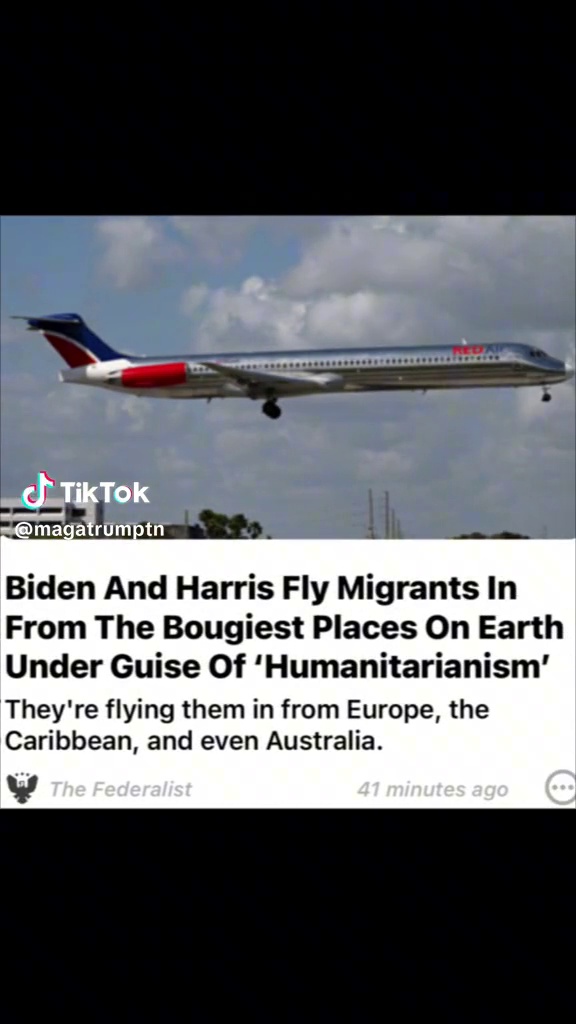 RED AIR
TikTok
@magatrumptn
Biden And Harris Fly Migrants In
From The Bougiest Places On Earth
Under Guise Of ‘Humanitarianism’
They're flying them in from Europe, the
Caribbean, and even Australia.
The Federalist
41 minutes ago